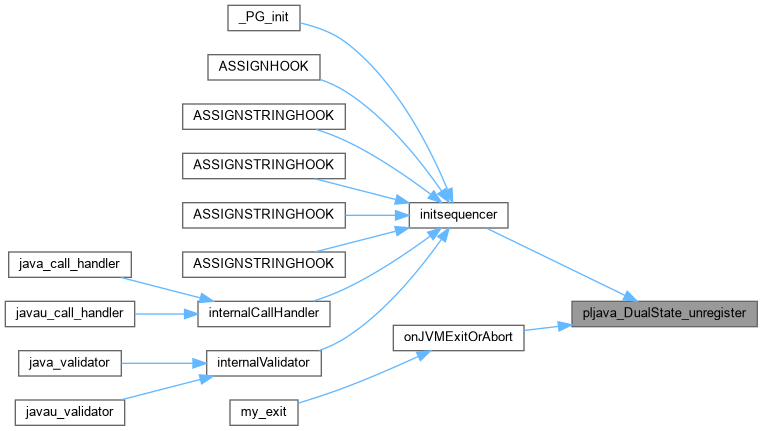 _PG_init
ASSIGNHOOK
ASSIGNSTRINGHOOK
ASSIGNSTRINGHOOK
ASSIGNSTRINGHOOK
initsequencer
ASSIGNSTRINGHOOK
java_call_handler
javau_call_handler
internalCallHandler
pljava_DualState_unregister
onJVMExitOrAbort
java_validator
internalValidator
javau_validator
my_exit